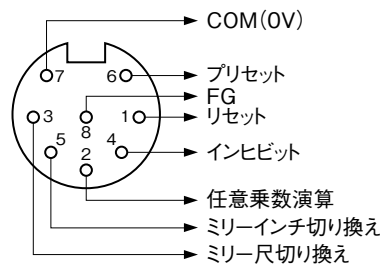 COM(0V)
7
6
プリセット
FG
3
8
1
リセット
5
2
4
インヒビット
任意乗数演算
ミリーインチ切り換え
ミリー尺切り換え